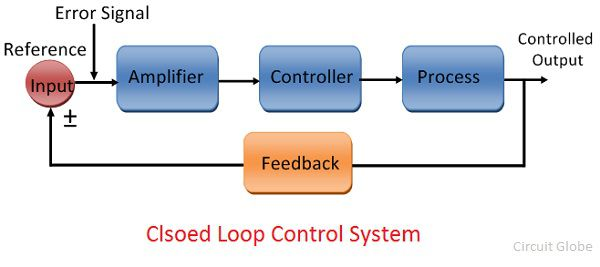 Error Signal
Reference
Input
±
Amplifier
Controller
Process
Controlled
Output
Feedback
Clsoed Loop Control System
Circuit Globe